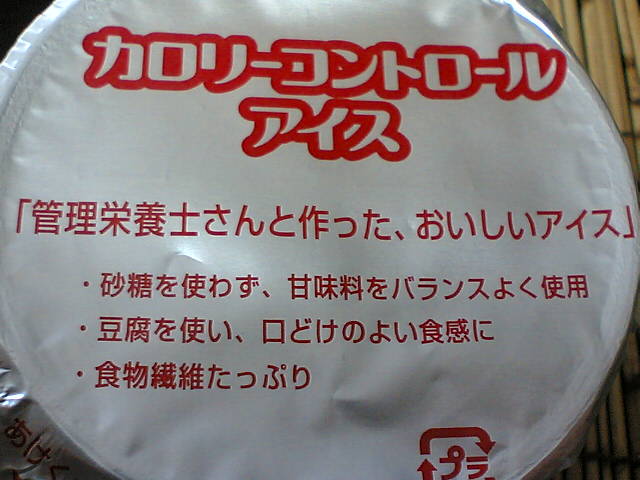 カロリーコントロール
アイス
「管理栄養士さんと作った、おいしいアイス」
・砂糖を使わず、甘味料をバランスよく使用
・豆腐を使い、口どけのよい食感に
・食物繊維たっぷり
あけく
プラ